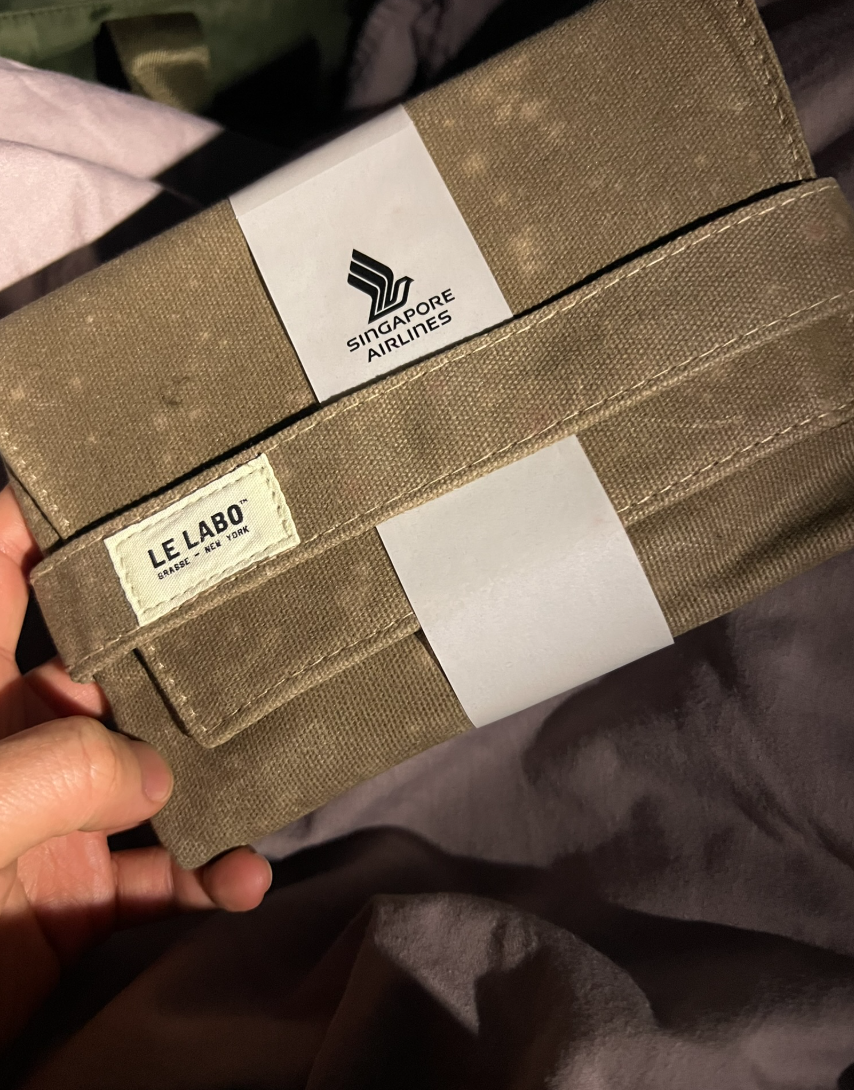 SINGAPORE
AIRLINES
LE LABO™
GRASSE – NEW YORK